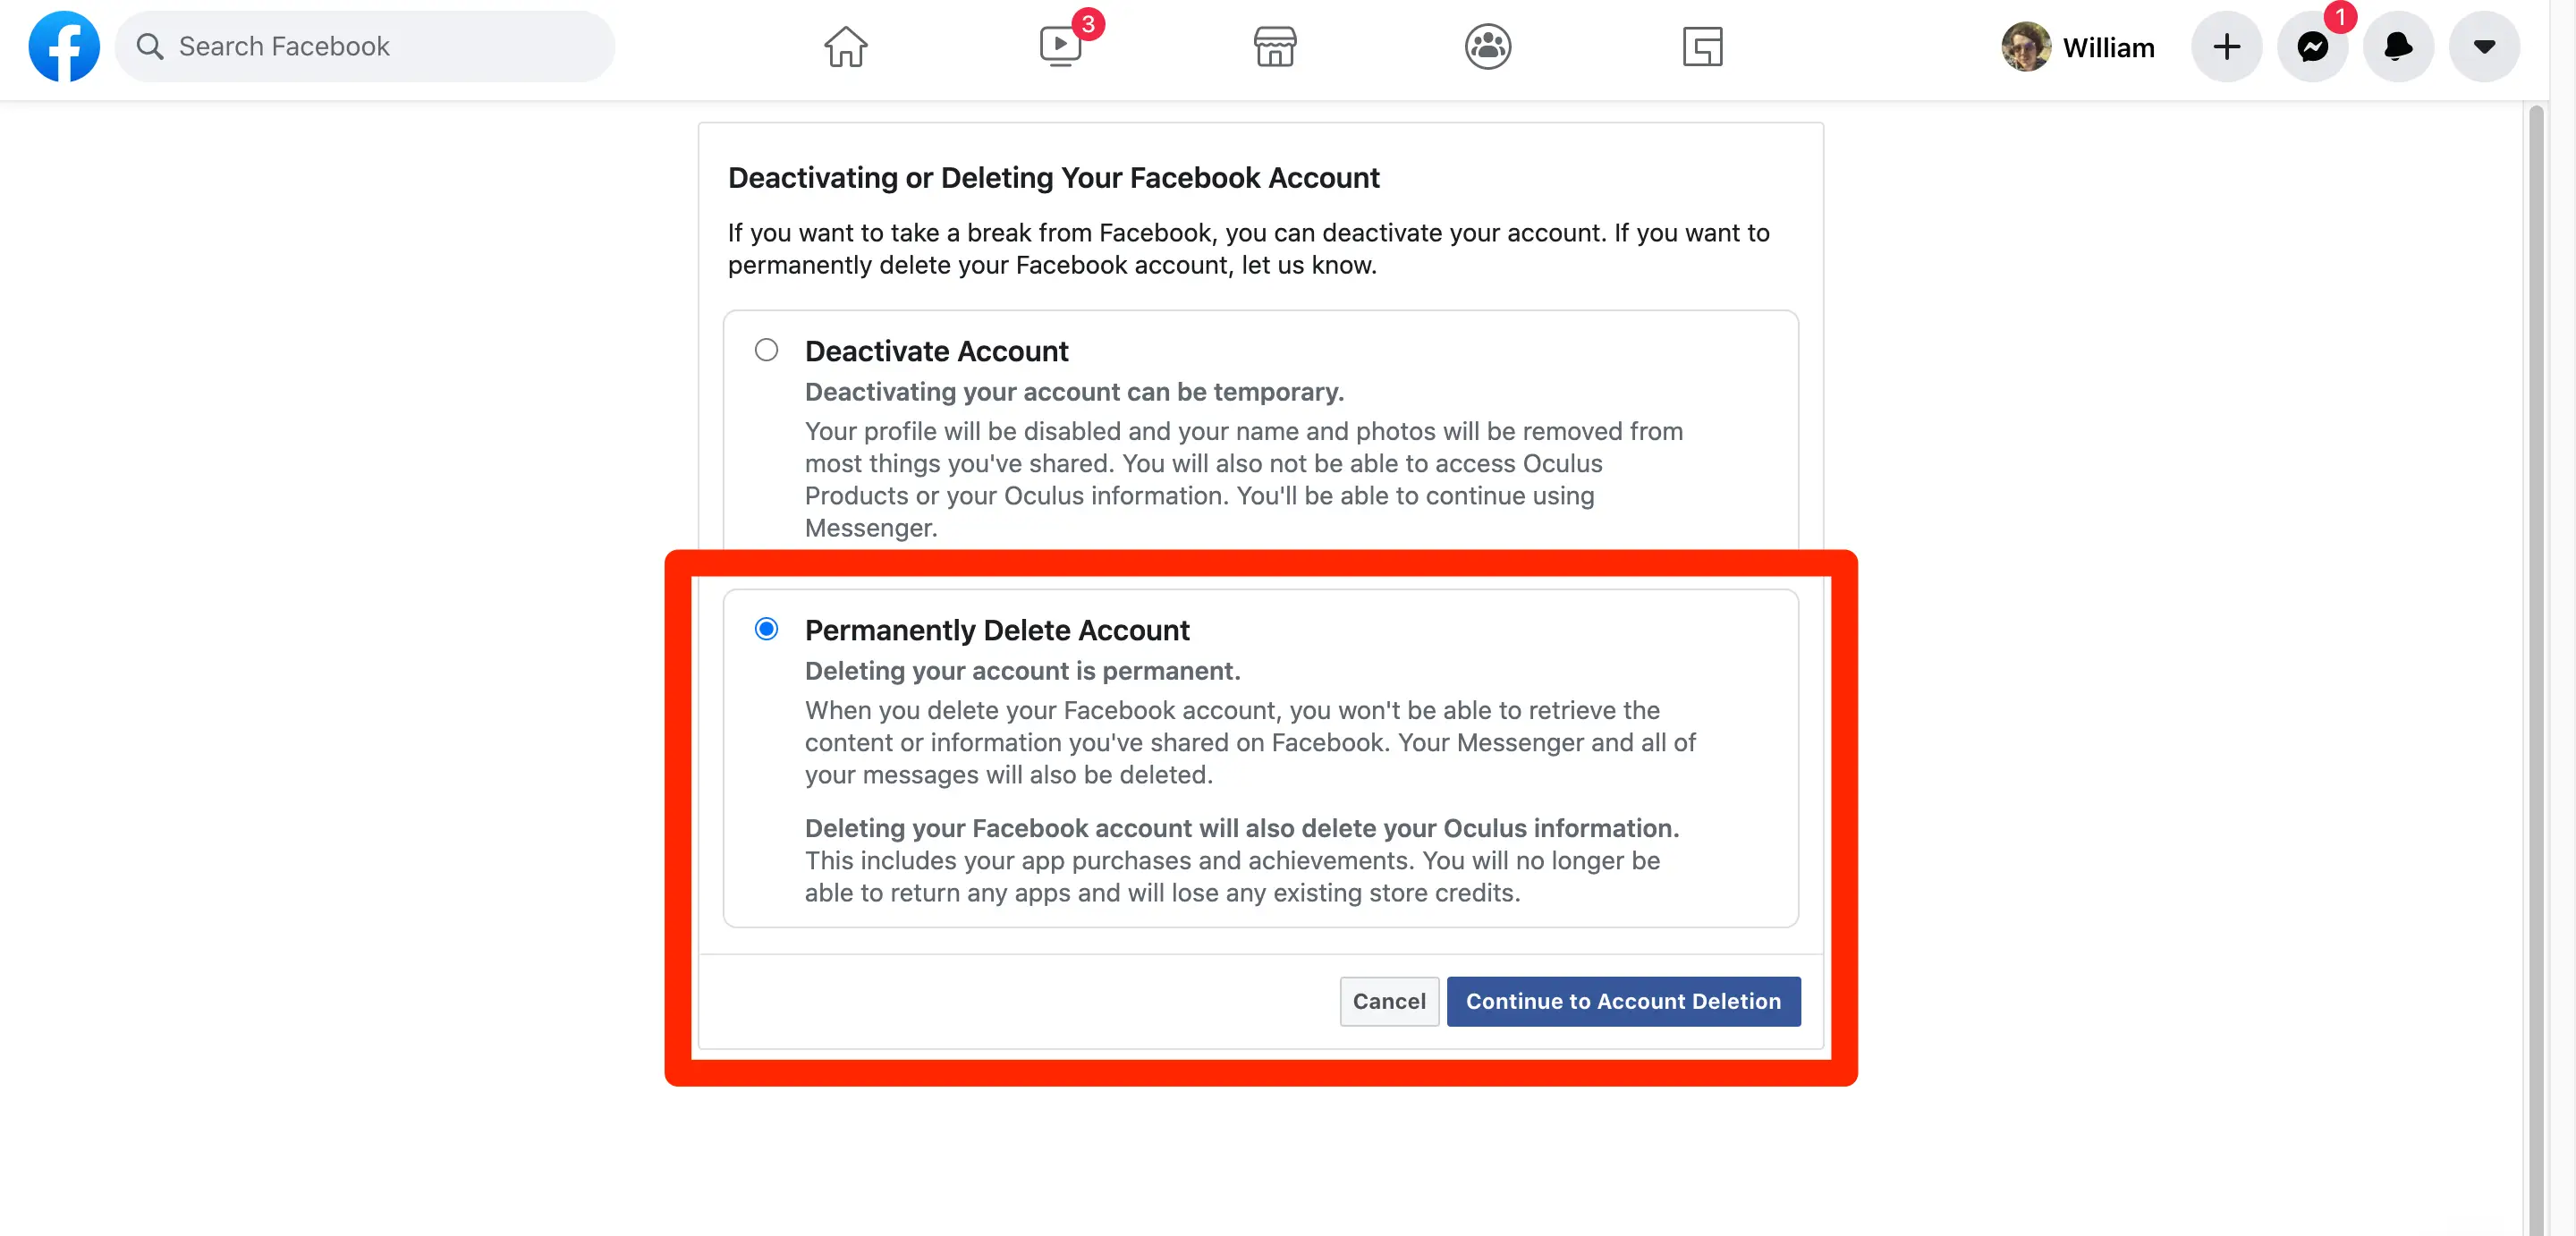 Search Facebook
3
William
1
Deactivating or Deleting Your Facebook Account
If you want to take a break from Facebook, you can deactivate your account. If you want to
permanently delete your Facebook account, let us know.
Deactivate Account
Deactivating your account can be temporary.
Your profile will be disabled and your name and photos will be removed from
most things you've shared. You will also not be able to access Oculus
Products or your Oculus information. You'll be able to continue using
Messenger.
Permanently Delete Account
Deleting your account is permanent.
When you delete your Facebook account, you won't be able to retrieve the
content or information you've shared on Facebook. Your Messenger and all of
your messages will also be deleted.
Deleting your Facebook account will also delete your Oculus information.
This includes your app purchases and achievements. You will no longer be
able to return any apps and will lose any existing store credits.
Cancel
Continue to Account Deletion